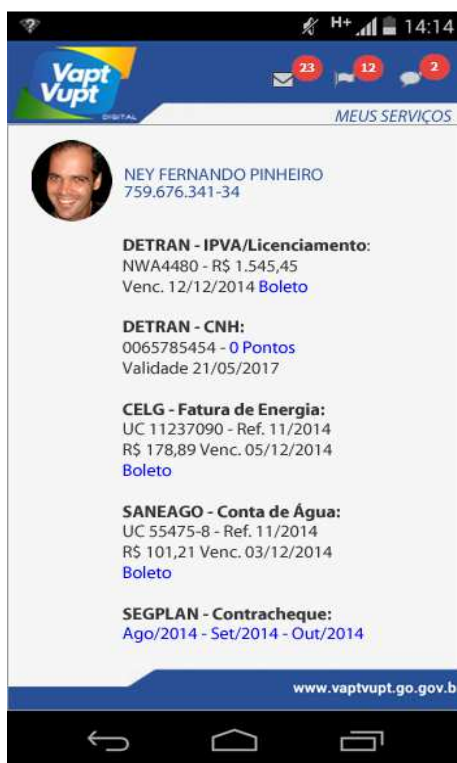 H+ 14:14
Vapt
Vupt
DIGITAL
23 12 2
MEUS SERVIÇOS
NEY FERNANDO PINHEIRO
759.676.341-34
DETRAN - IPVA/Licenciamento:
NWA4480 - R$ 1.545,45
Venc. 12/12/2014 Boleto
DETRAN - CNH:
0065785454 - 0 Pontos
Validade 21/05/2017
CELG - Fatura de Energia:
UC 11237090 - Ref. 11/2014
R$ 178,89 Venc. 05/12/2014
Boleto
SANEAGO - Conta de Água:
UC 55475-8 - Ref. 11/2014
R$ 101,21 Venc. 03/12/2014
Boleto
SEGPLAN - Contracheque:
Ago/2014 - Set/2014 - Out/2014
www.vaptvupt.go.gov.b